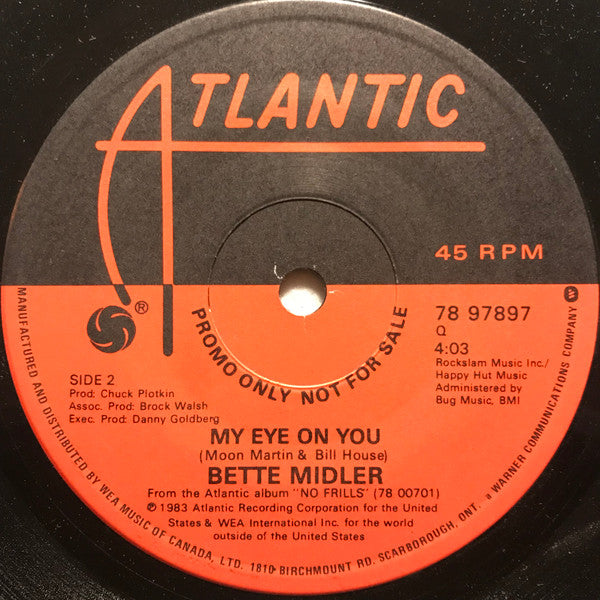 ATLANTIC
®
45 RPM
PROMO ONLY NOT FOR SALE
78 97897
Q
4:03
Rockslam Music Inc./
Happy Hut Music
Administered by
Bug Music, BMI
SIDE 2
Prod: Chuck Plotkin
Assoc. Prod: Brock Walsh
Exec. Prod: Danny Goldberg
MY EYE ON YOU
(Moon Martin & Bill House)
BETTE MIDLER
From the Atlantic album "NO FRILLS" (78 00701)
℗ 1983 Atlantic Recording Corporation for the United
States & WEA International Inc. for the world
outside of the United States
MANUFACTURED AND DISTRIBUTED BY WEA MUSIC OF CANADA, LTD. 1810 BIRCHMOUNT RD. SCARBOROUGH, ONT. a WARNER COMMUNICATIONS COMPANY